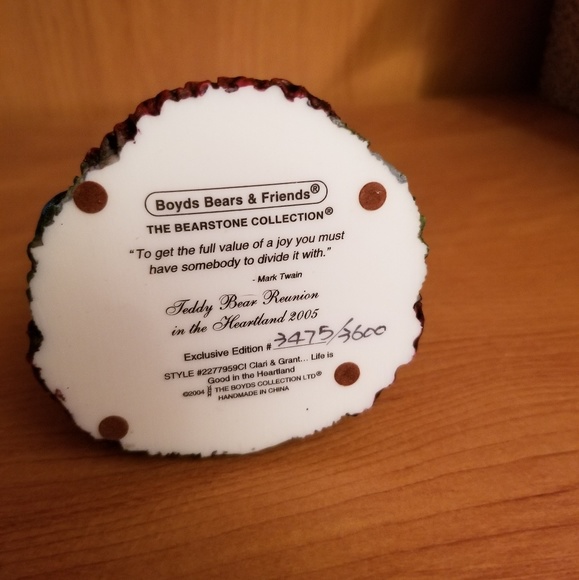 Boyds Bears & Friends®
THE BEARSTONE COLLECTION®
"To get the full value of a joy you must
have somebody to divide it with."
- Mark Twain
Teddy Bear Reunion
in the Heartland 2005
Exclusive Edition # 3475/3600
STYLE #2277959CI Clari & Grant... Life is
Good in the Heartland
©2004 THE BOYDS COLLECTION LTD®
HANDMADE IN CHINA